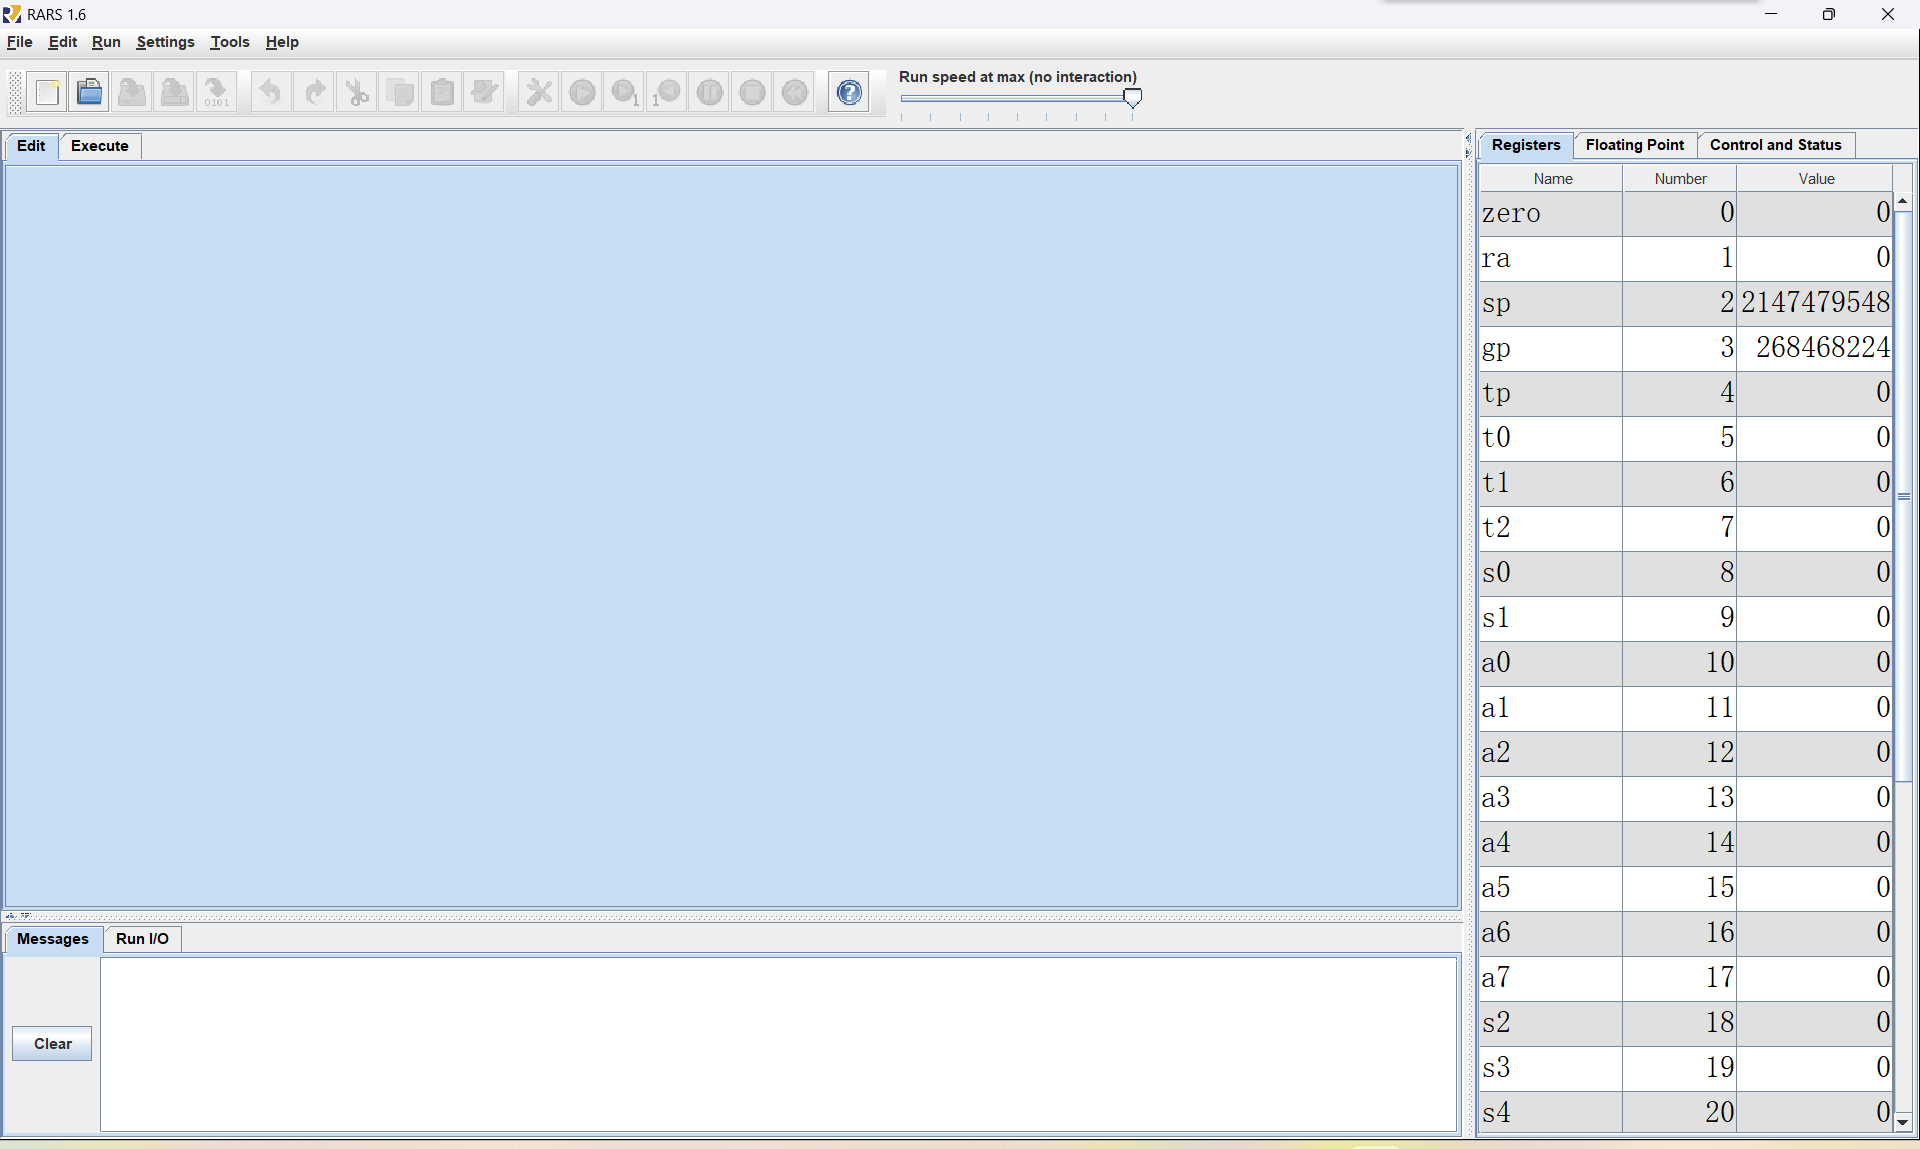 RARS 1.6
File Edit Run Settings Tools Help
0101
1
1
?
Run speed at max (no interaction)
Edit Execute
Registers Floating Point Control and Status
Name Number Value
zero 0 0
ra 1 0
sp 2 2147479548
gp 3 268468224
tp 4 0
t0 5 0
t1 6 0
t2 7 0
s0 8 0
s1 9 0
a0 10 0
a1 11 0
a2 12 0
a3 13 0
a4 14 0
a5 15 0
a6 16 0
a7 17 0
s2 18 0
s3 19 0
s4 20 0
Messages Run I/O
Clear